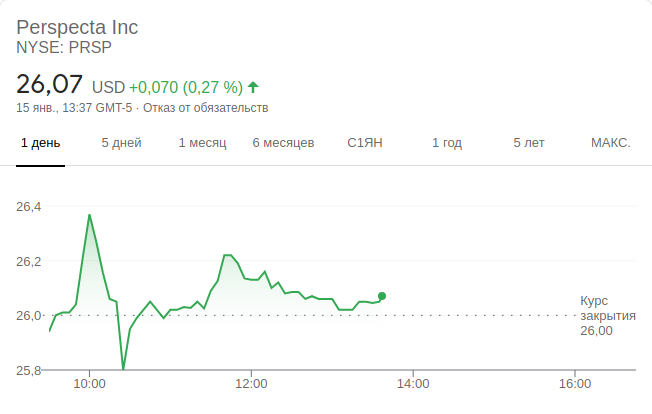 Perspecta Inc
NYSE: PRSP
26,07 USD +0,070 (0,27 %)
15 янв., 13:37 GMT-5 · Отказ от обязательств
1 день 5 дней 1 месяц 6 месяцев С1ЯН 1 год 5 лет МАКС.
26,4
26,2
26,0
25,8
Курс
закрытия
26,00
10:00 12:00 14:00 16:00